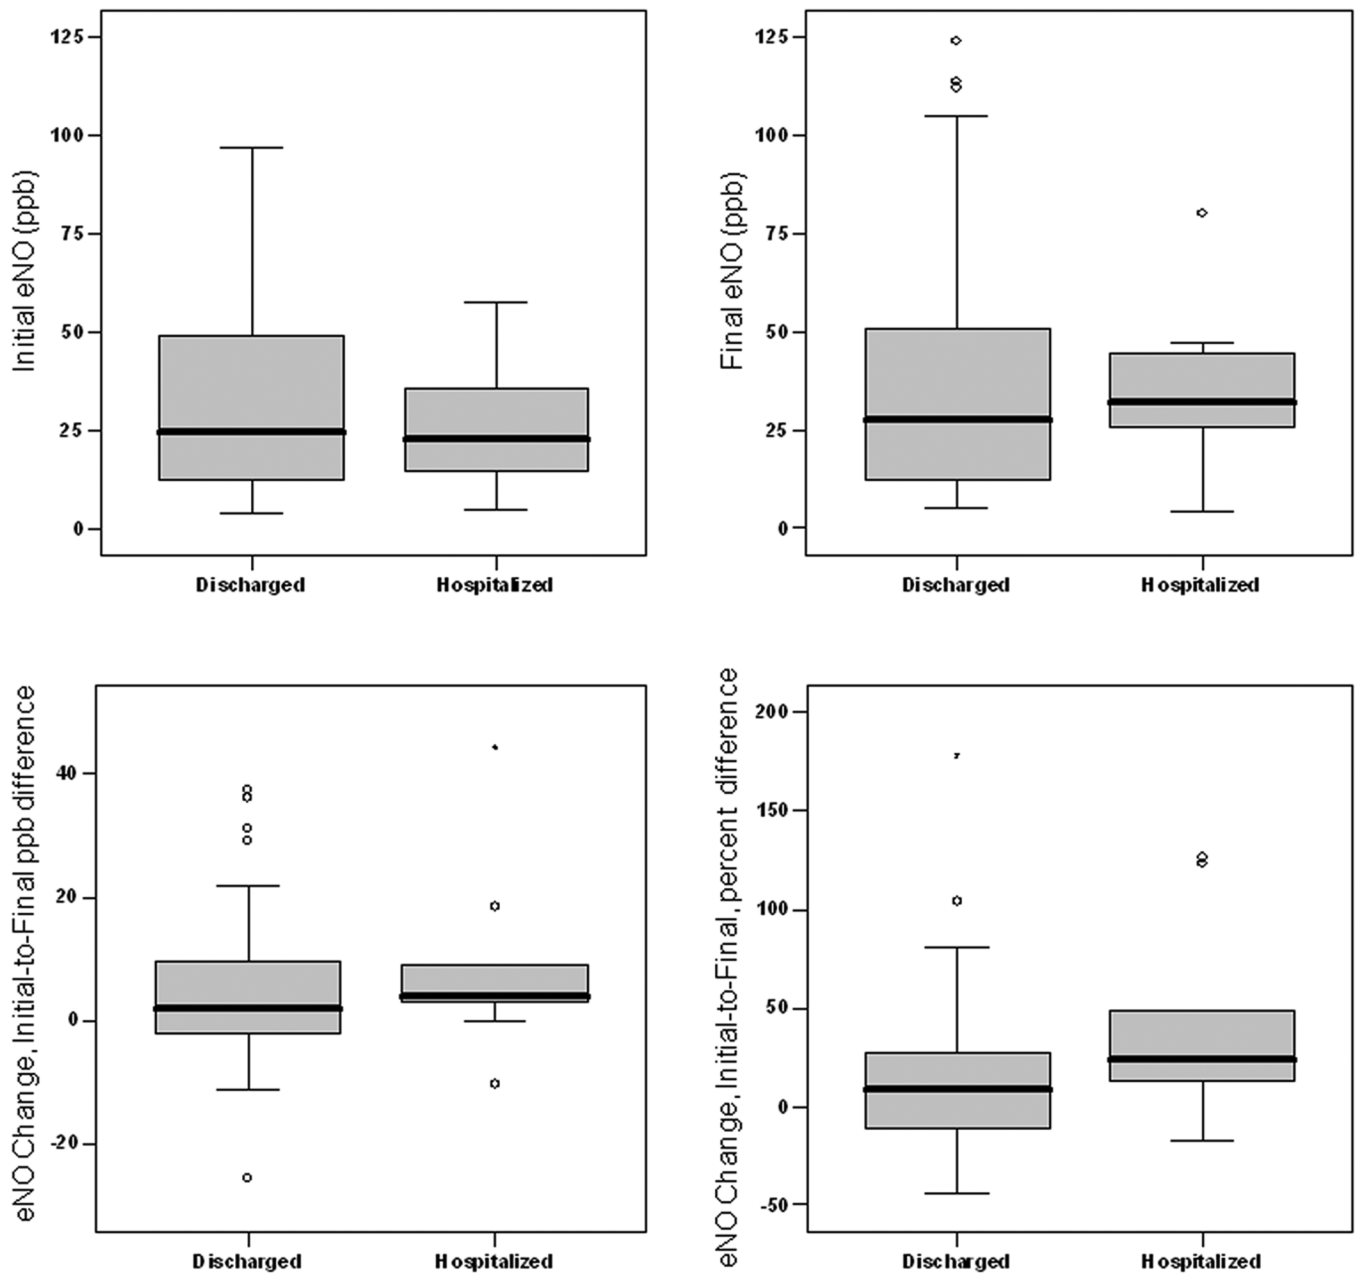 Initial eNO (ppb)
125
100
75
50
25
0
Discharged
Hospitalized
Final eNO (ppb)
125
100
75
50
25
0
Discharged
Hospitalized
eNO Change, Initial-to-Final ppb difference
40
20
0
-20
Discharged
Hospitalized
eNO Change, Initial-to-Final, percent difference
200
150
100
50
0
-50
Discharged
Hospitalized